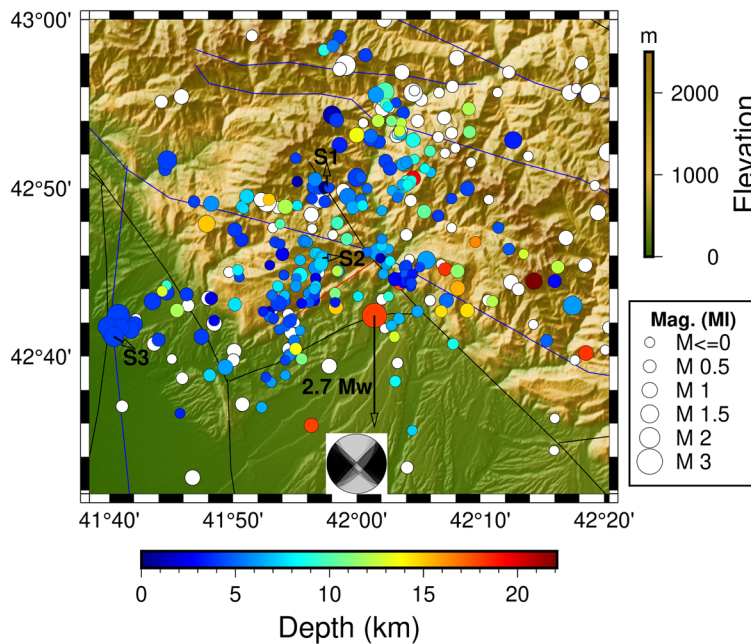 43°00'
42°50'
42°40'
41°40' 41°50' 42°00' 42°10' 42°20'
S1
S2
S3
2.7 Mw
m
2000
1000
0
Elevation
Mag. (Ml)
M<=0
M 0.5
M 1
M 1.5
M 2
M 3
0 5 10 15 20
Depth (km)